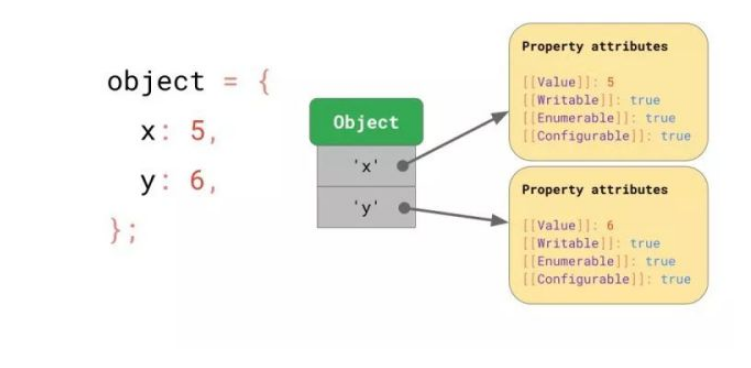 object = {
x: 5,
y: 6,
};
Object
'x'
'y'
Property attributes
[[Value]]: 5
[[Writable]]: true
[[Enumerable]]: true
[[Configurable]]: true
Property attributes
[[Value]]: 6
[[Writable]]: true
[[Enumerable]]: true
[[Configurable]]: true